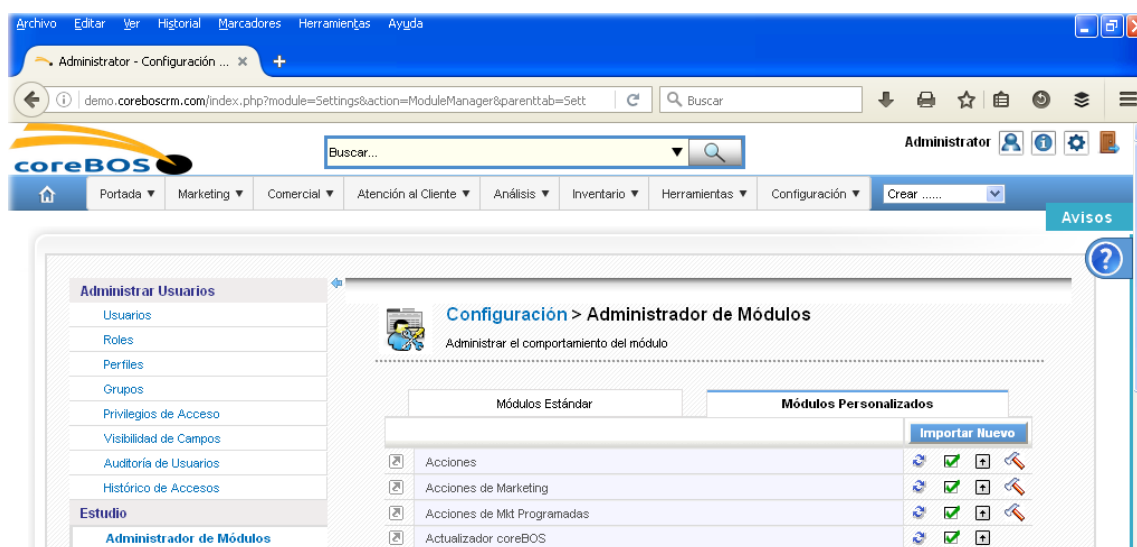 Archivo Editar Ver Historial Marcadores Herramientas Ayuda
Administrator - Configuración ... ×
demo.coreboscrm.com/index.php?module=Settings&action=ModuleManager&parenttab=Sett
Buscar
coreBOS
Buscar...
Administrator
Portada ▼ Marketing ▼ Comercial ▼ Atención al Cliente ▼ Análisis ▼ Inventario ▼ Herramientas ▼ Configuración ▼ Crear ......
Avisos
?
Administrar Usuarios
Usuarios
Roles
Perfiles
Grupos
Privilegios de Acceso
Visibilidad de Campos
Auditoría de Usuarios
Histórico de Accesos
Estudio
Administrador de Módulos
Configuración > Administrador de Módulos
Administrar el comportamiento del módulo
Módulos Estándar Módulos Personalizados
Importar Nuevo
Acciones
Acciones de Marketing
Acciones de Mkt Programadas
Actualizador coreBOS